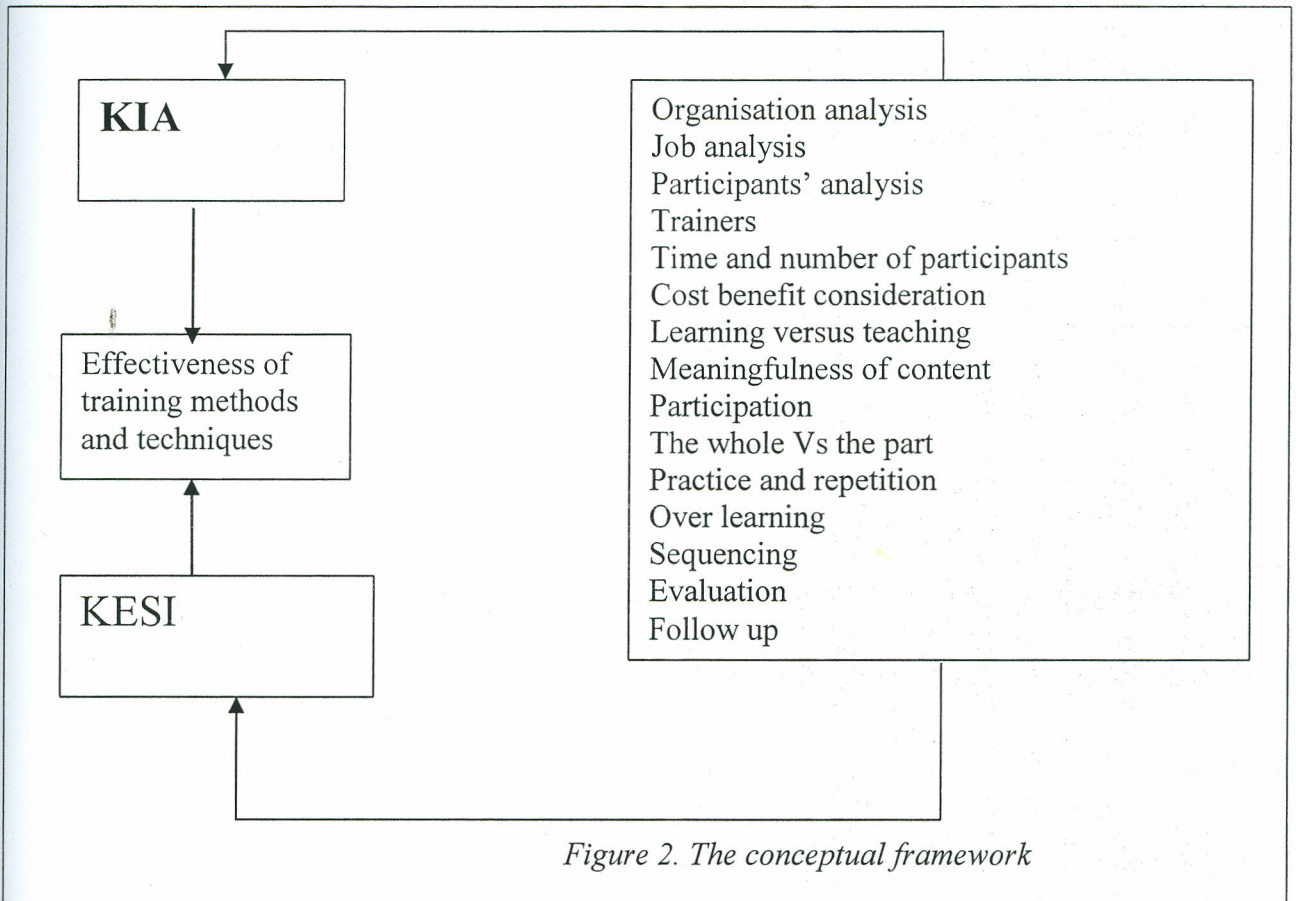 KIA
Effectiveness of
training methods
and techniques
KESI
Organisation analysis
Job analysis
Participants' analysis
Trainers
Time and number of participants
Cost benefit consideration
Learning versus teaching
Meaningfulness of content
Participation
The whole Vs the part
Practice and repetition
Over learning
Sequencing
Evaluation
Follow up
Figure 2. The conceptual framework